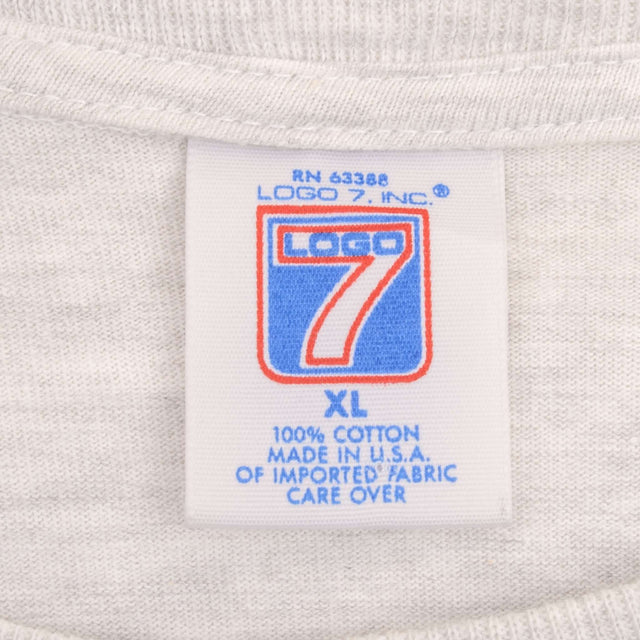 RN 63388
LOGO 7, INC.®
LOGO
7
XL
100% COTTON
MADE IN U.S.A.
OF IMPORTED FABRIC
CARE OVER